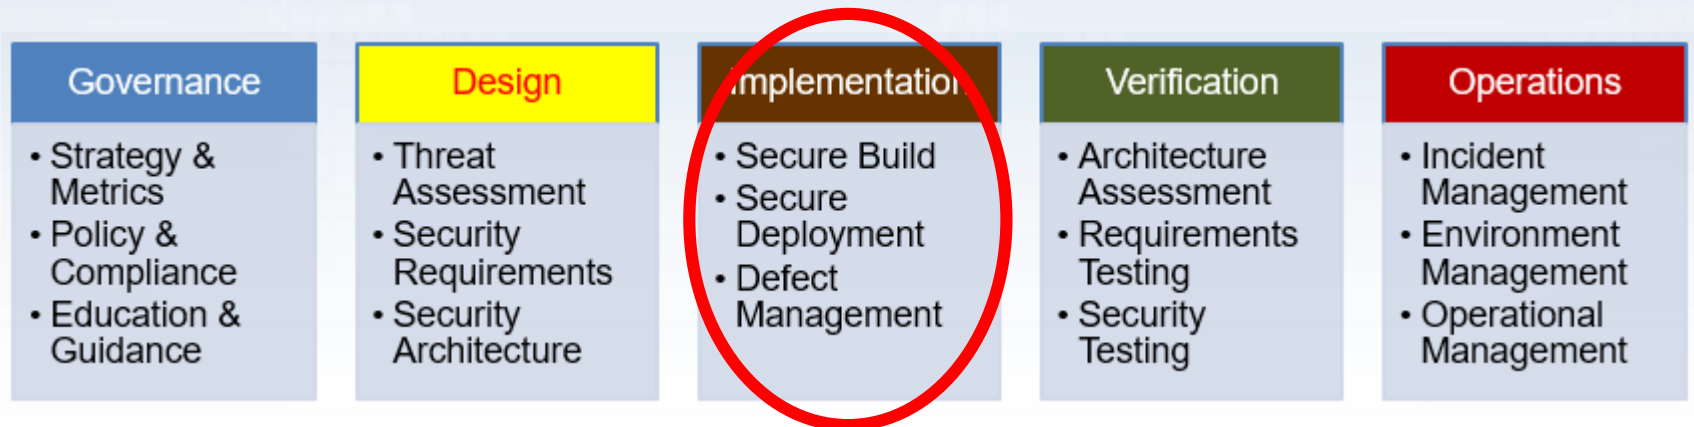 Governance
• Strategy &
Metrics
• Policy &
Compliance
• Education &
Guidance
Design
• Threat
Assessment
• Security
Requirements
• Security
Architecture
Implementation
• Secure Build
• Secure
Deployment
• Defect
Management
Verification
• Architecture
Assessment
• Requirements
Testing
• Security
Testing
Operations
• Incident
Management
• Environment
Management
• Operational
Management